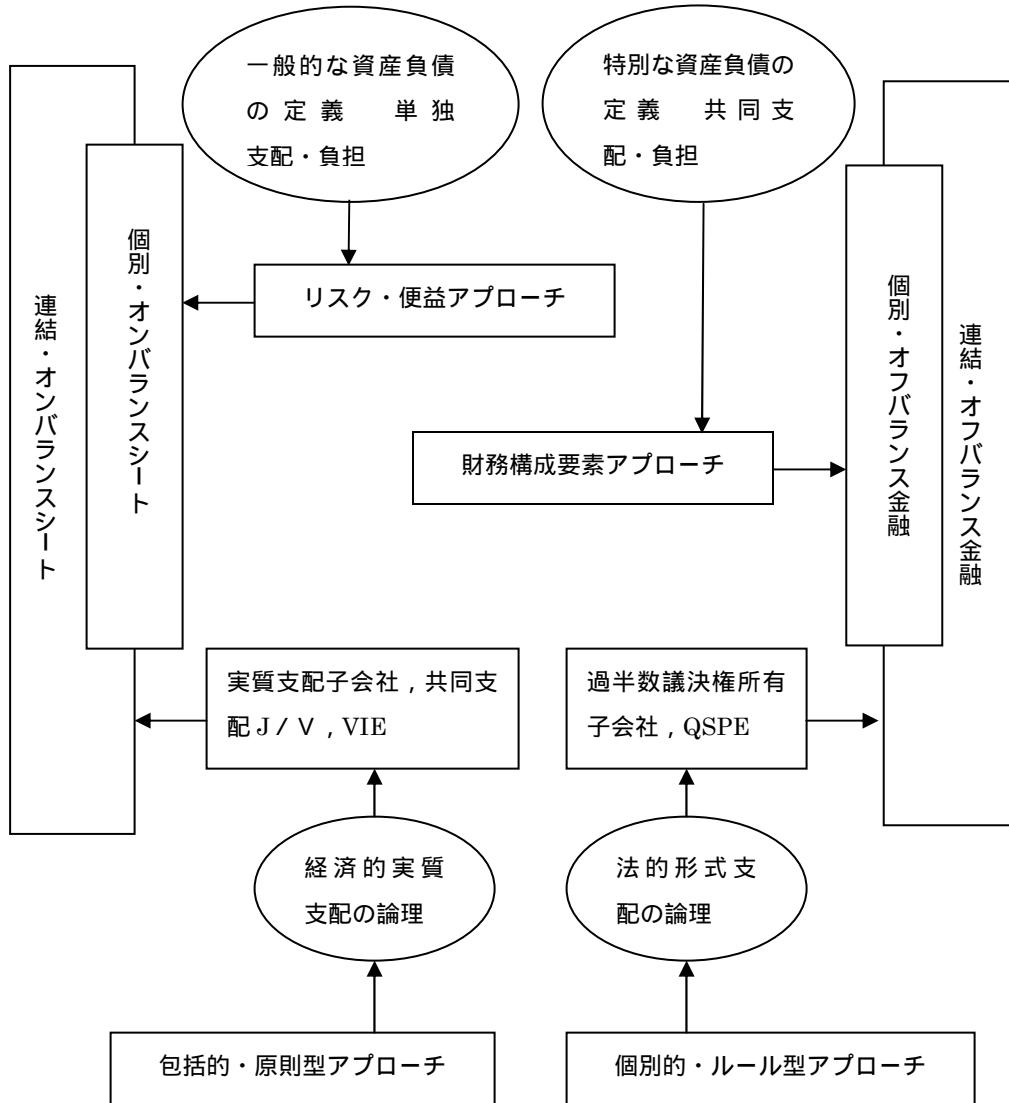 一般的な資産負債
の定義　単独
支配・負担
特別な資産負債の
定義　共同支
配・負担
連結・オンバランスシート
個別・オンバランスシート
リスク・便益アプローチ
個別・オフバランス金融
連結・オフバランス金融
財務構成要素アプローチ
実質支配子会社，共同支
配J／V，VIE
過半数議決権所有
子会社，QSPE
経済的実質
支配の論理
法的形式支
配の論理
包括的・原則型アプローチ
個別的・ルール型アプローチ